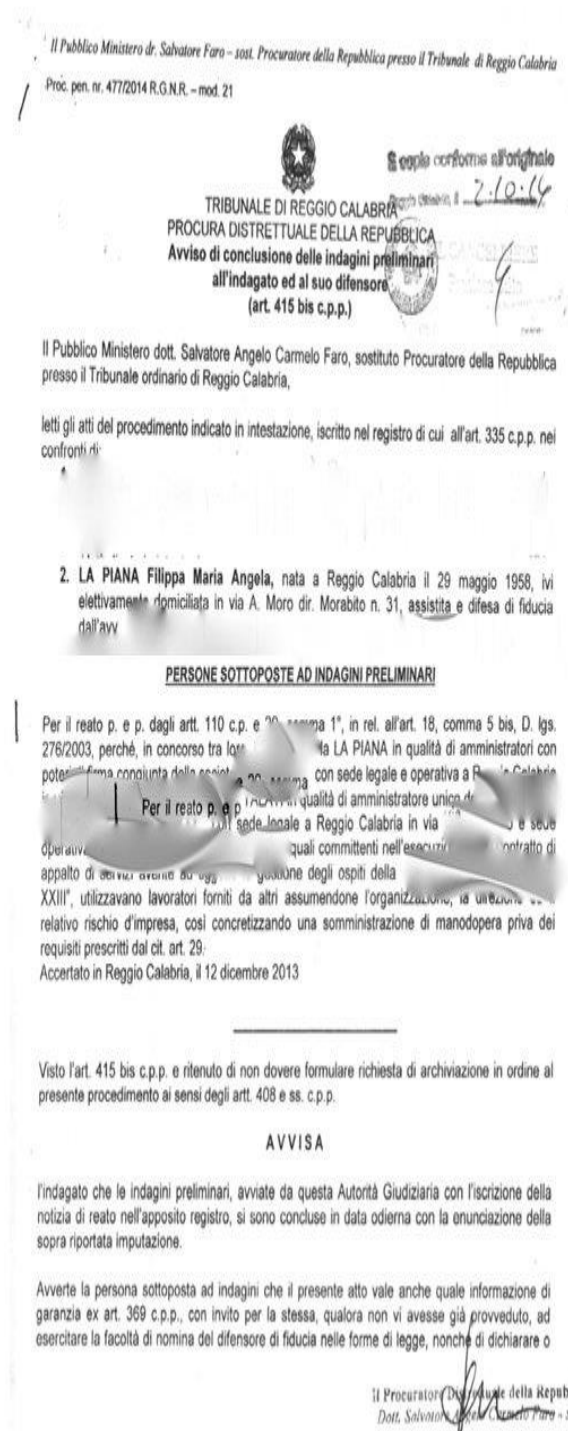 Il Pubblico Ministero dr. Salvatore Faro – sost. Procuratore della Repubblica presso il Tribunale di Reggio Calabria
Proc. pen. nr. 477/2014 R.G.N.R. – mod. 21
copia conforme all'originale
2.10.14
TRIBUNALE DI REGGIO CALABRIA
PROCURA DISTRETTUALE DELLA REPUBBLICA
Avviso di conclusione delle indagini preliminari
all'indagato ed al suo difensore
(art. 415 bis c.p.p.)
Il Pubblico Ministero dott. Salvatore Angelo Carmelo Faro, sostituto Procuratore della Repubblica
presso il Tribunale ordinario di Reggio Calabria,
letti gli atti del procedimento indicato in intestazione, iscritto nel registro di cui all'art. 335 c.p.p. nei
confronti di:
2. LA PIANA Filippa Maria Angela, nata a Reggio Calabria il 29 maggio 1958, ivi
elettivamente domiciliata in via A. Moro dir. Morabito n. 31, assistita e difesa di fiducia
dall'avv
PERSONE SOTTOPOSTE AD INDAGINI PRELIMINARI
Per il reato p. e p. dagli artt. 110 c.p. e 1°, in rel. all'art. 18, comma 5 bis, D. lgs.
276/2003, perché, in concorso tra la LA PIANA in qualità di amministratori con
firma congiunta con sede legale e operativa a
Per il reato p. e p qualità di amministratore unico
sede legale a Reggio Calabria in via e sede
quali committenti contratto di
appalto di servizi degli ospiti della
XXIII", utilizzavano lavoratori forniti da altri assumendone l'organizzazione, la
relativo rischio d'impresa, così concretizzando una somministrazione di manodopera priva dei
requisiti prescritti dal cit. art. 29.
Accertato in Reggio Calabria, il 12 dicembre 2013
Visto l'art. 415 bis c.p.p. e ritenuto di non dovere formulare richiesta di archiviazione in ordine al
presente procedimento ai sensi degli artt. 408 e ss. c.p.p.
AVVISA
l'indagato che le indagini preliminari, avviate da questa Autorità Giudiziaria con l'iscrizione della
notizia di reato nell'apposito registro, si sono concluse in data odierna con la enunciazione della
sopra riportata imputazione.
Avverte la persona sottoposta ad indagini che il presente atto vale anche quale informazione di
garanzia ex art. 369 c.p.p., con invito per la stessa, qualora non vi avesse già provveduto, ad
esercitare la facoltà di nomina del difensore di fiducia nelle forme di legge, nonché di dichiarare o
Il Procuratore della Repub
Dott. Salvatore Carmelo Faro - S